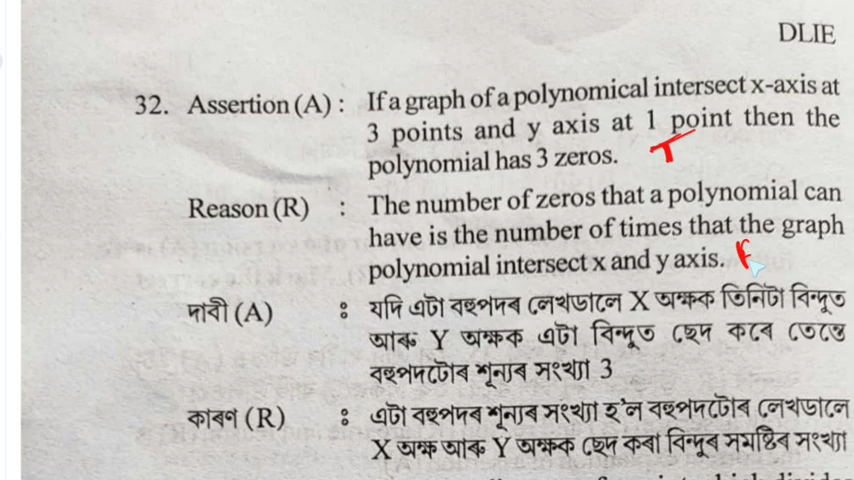 DLIE
32. Assertion (A) : If a graph of a polynomical intersect x-axis at
3 points and y axis at 1 point then the
polynomial has 3 zeros. T
Reason (R) : The number of zeros that a polynomial can
have is the number of times that the graph
polynomial intersect x and y axis. F
দাবী (A) : যদি এটা বহুপদৰ লেখডালে X অক্ষক তিনিটা বিন্দুত
আৰু Y অক্ষক এটা বিন্দুত ছেদ কৰে তেন্তে
বহুপদটোৰ শূন্যৰ সংখ্যা 3
কাৰণ (R) : এটা বহুপদৰ শূন্যৰ সংখ্যা হ'ল বহুপদটোৰ লেখডালে
X অক্ষ আৰু Y অক্ষক ছেদ কৰা বিন্দুৰ সমষ্টিৰ সংখ্যা